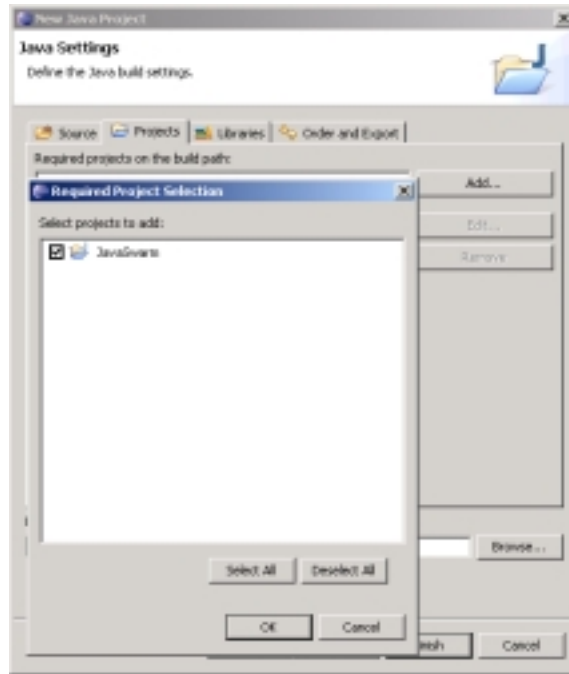 New Java Project
Java Settings
Define the Java build settings.
Source Projects Libraries Order and Export
Required projects on the build path:
Add...
Required Project Selection
Edit...
Select projects to add:
Remove
JavaSwarm
Browse...
Select All Deselect All
OK Cancel
Cancel